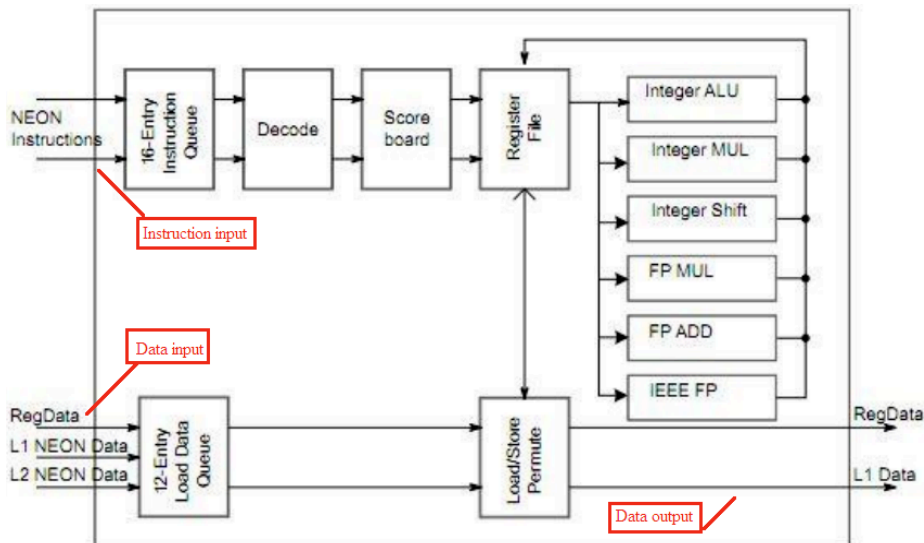 NEON
Instructions
16-Entry
Instruction
Queue
Decode
Score
board
Register
File
Integer ALU
Integer MUL
Integer Shift
FP MUL
FP ADD
IEEE FP
Instruction input
Data input
RegData
L1 NEON Data
L2 NEON Data
12-Entry
Load Data
Queue
Load/Store
Permute
RegData
L1 Data
Data output